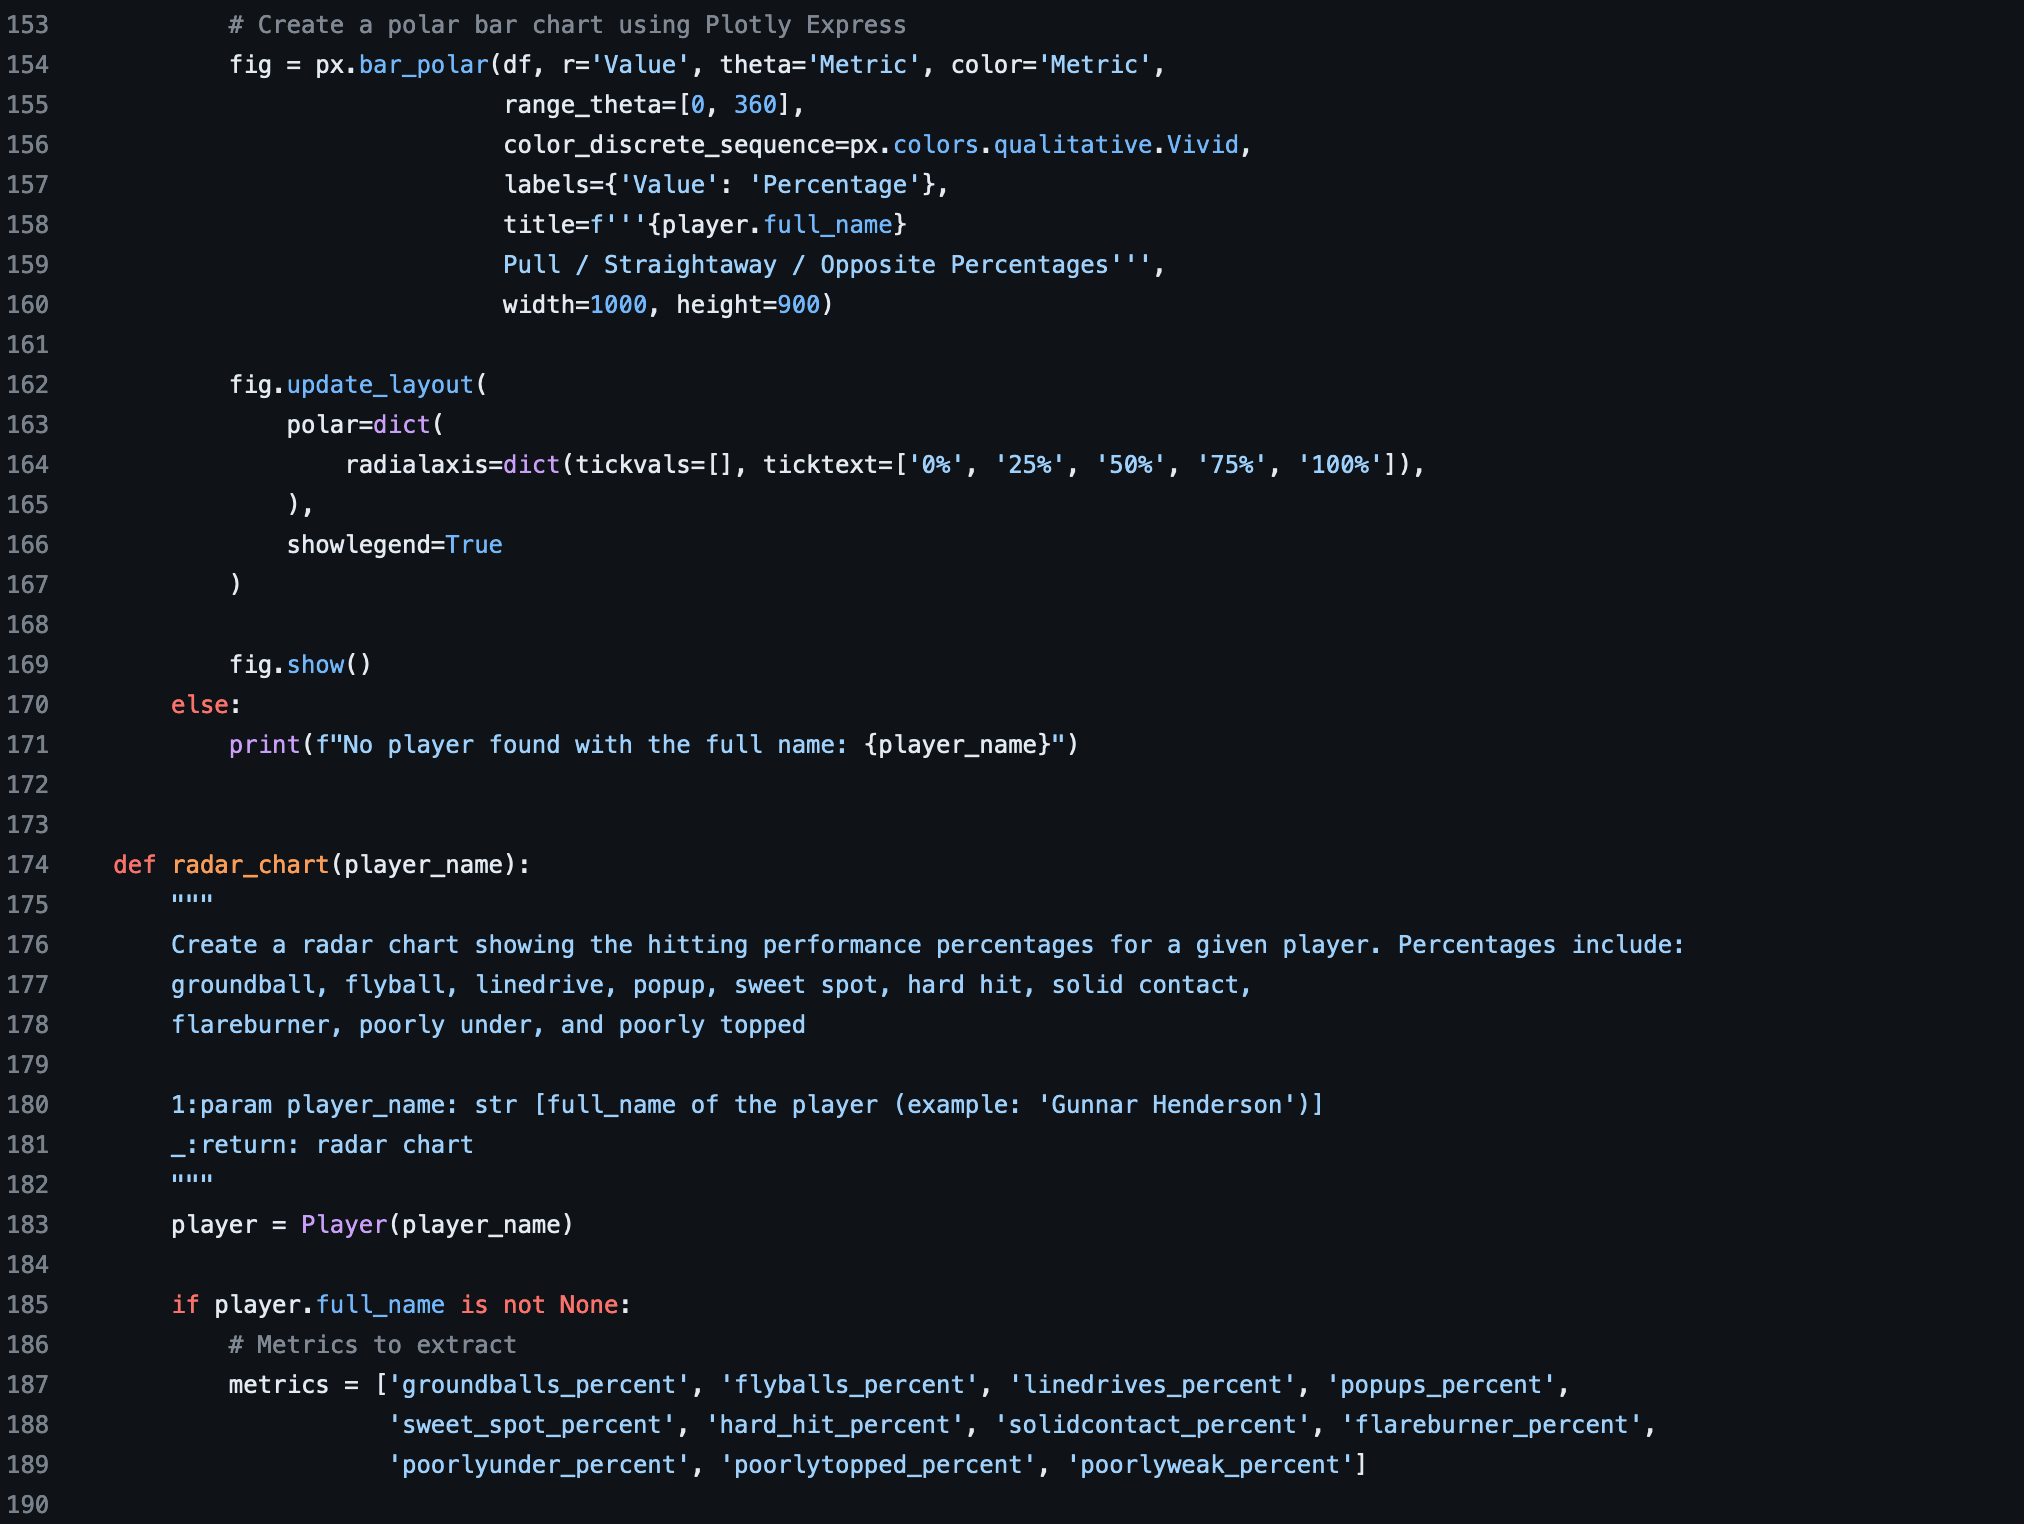 153 # Create a polar bar chart using Plotly Express
154 fig = px.bar_polar(df, r='Value', theta='Metric', color='Metric',
155 range_theta=[0, 360],
156 color_discrete_sequence=px.colors.qualitative.Vivid,
157 labels={'Value': 'Percentage'},
158 title=f'''{player.full_name}
159 Pull / Straightaway / Opposite Percentages''',
160 width=1000, height=900)
161
162 fig.update_layout(
163 polar=dict(
164 radialaxis=dict(tickvals=[], ticktext=['0%', '25%', '50%', '75%', '100%']),
165 ),
166 showlegend=True
167 )
168
169 fig.show()
170 else:
171 print(f"No player found with the full name: {player_name}")
172
173
174 def radar_chart(player_name):
175 """
176 Create a radar chart showing the hitting performance percentages for a given player. Percentages include:
177 groundball, flyball, linedrive, popup, sweet spot, hard hit, solid contact,
178 flareburner, poorly under, and poorly topped
179
180 1:param player_name: str [full_name of the player (example: 'Gunnar Henderson')]
181 _:return: radar chart
182 """
183 player = Player(player_name)
184
185 if player.full_name is not None:
186 # Metrics to extract
187 metrics = ['groundballs_percent', 'flyballs_percent', 'linedrives_percent', 'popups_percent',
188 'sweet_spot_percent', 'hard_hit_percent', 'solidcontact_percent', 'flareburner_percent',
189 'poorlyunder_percent', 'poorlytopped_percent', 'poorlyweak_percent']
190